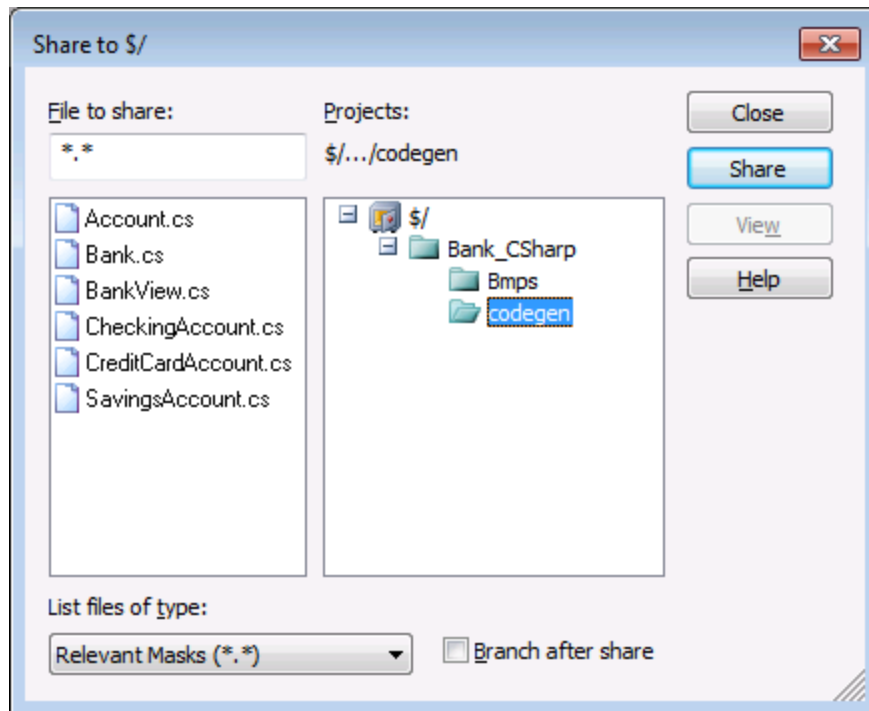 Share to $/
File to share:
*.*
Account.cs
Bank.cs
BankView.cs
CheckingAccount.cs
CreditCardAccount.cs
SavingsAccount.cs
Projects:
$/.../codegen
$/
Bank_CSharp
Bmps
codegen
Close
Share
View
Help
List files of type:
Relevant Masks (*.*)
Branch after share